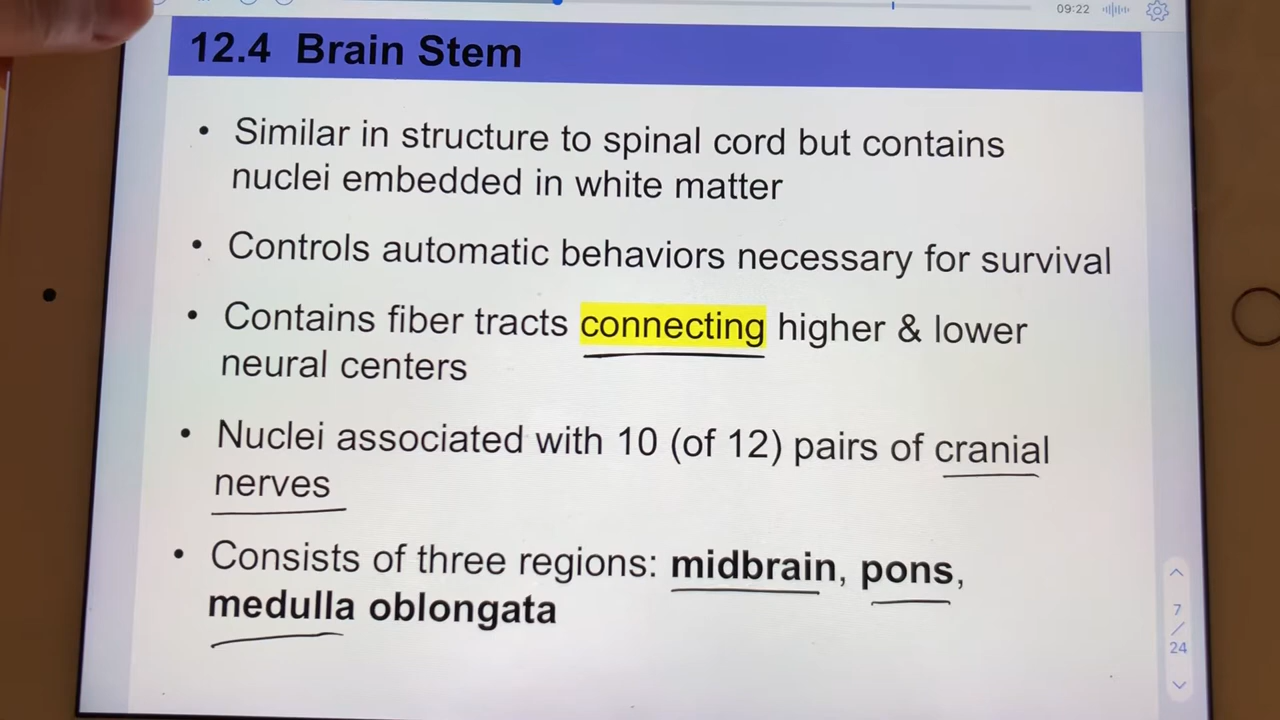 09:22
12.4 Brain Stem
• Similar in structure to spinal cord but contains
nuclei embedded in white matter
• Controls automatic behaviors necessary for survival
• Contains fiber tracts connecting higher & lower
neural centers
• Nuclei associated with 10 (of 12) pairs of cranial
nerves
• Consists of three regions: midbrain, pons,
medulla oblongata
7
/
24